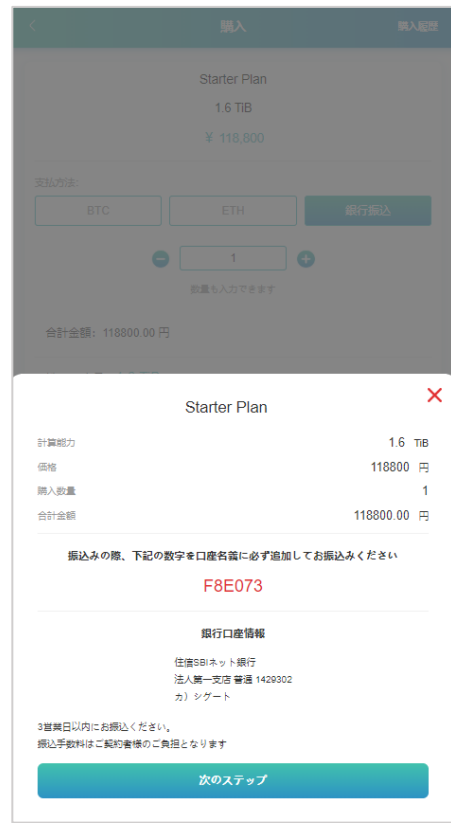 購入
購入履歴
Starter Plan
1.6 TiB
¥ 118,800
支払方法:
BTC
ETH
銀行振込
1
数量も入力できます
合計金額: 118800.00 円
Starter Plan
計算能力 1.6 TiB
価格 118800 円
購入数量 1
合計金額 118800.00 円
振込みの際、下記の数字を口座名義に必ず追加してお振込みください
F8E073
銀行口座情報
住信SBIネット銀行
法人第一支店 普通 1429302
カ）シグート
3営業日以内にお振込ください。
振込手数料はご契約者様のご負担となります
次のステップ